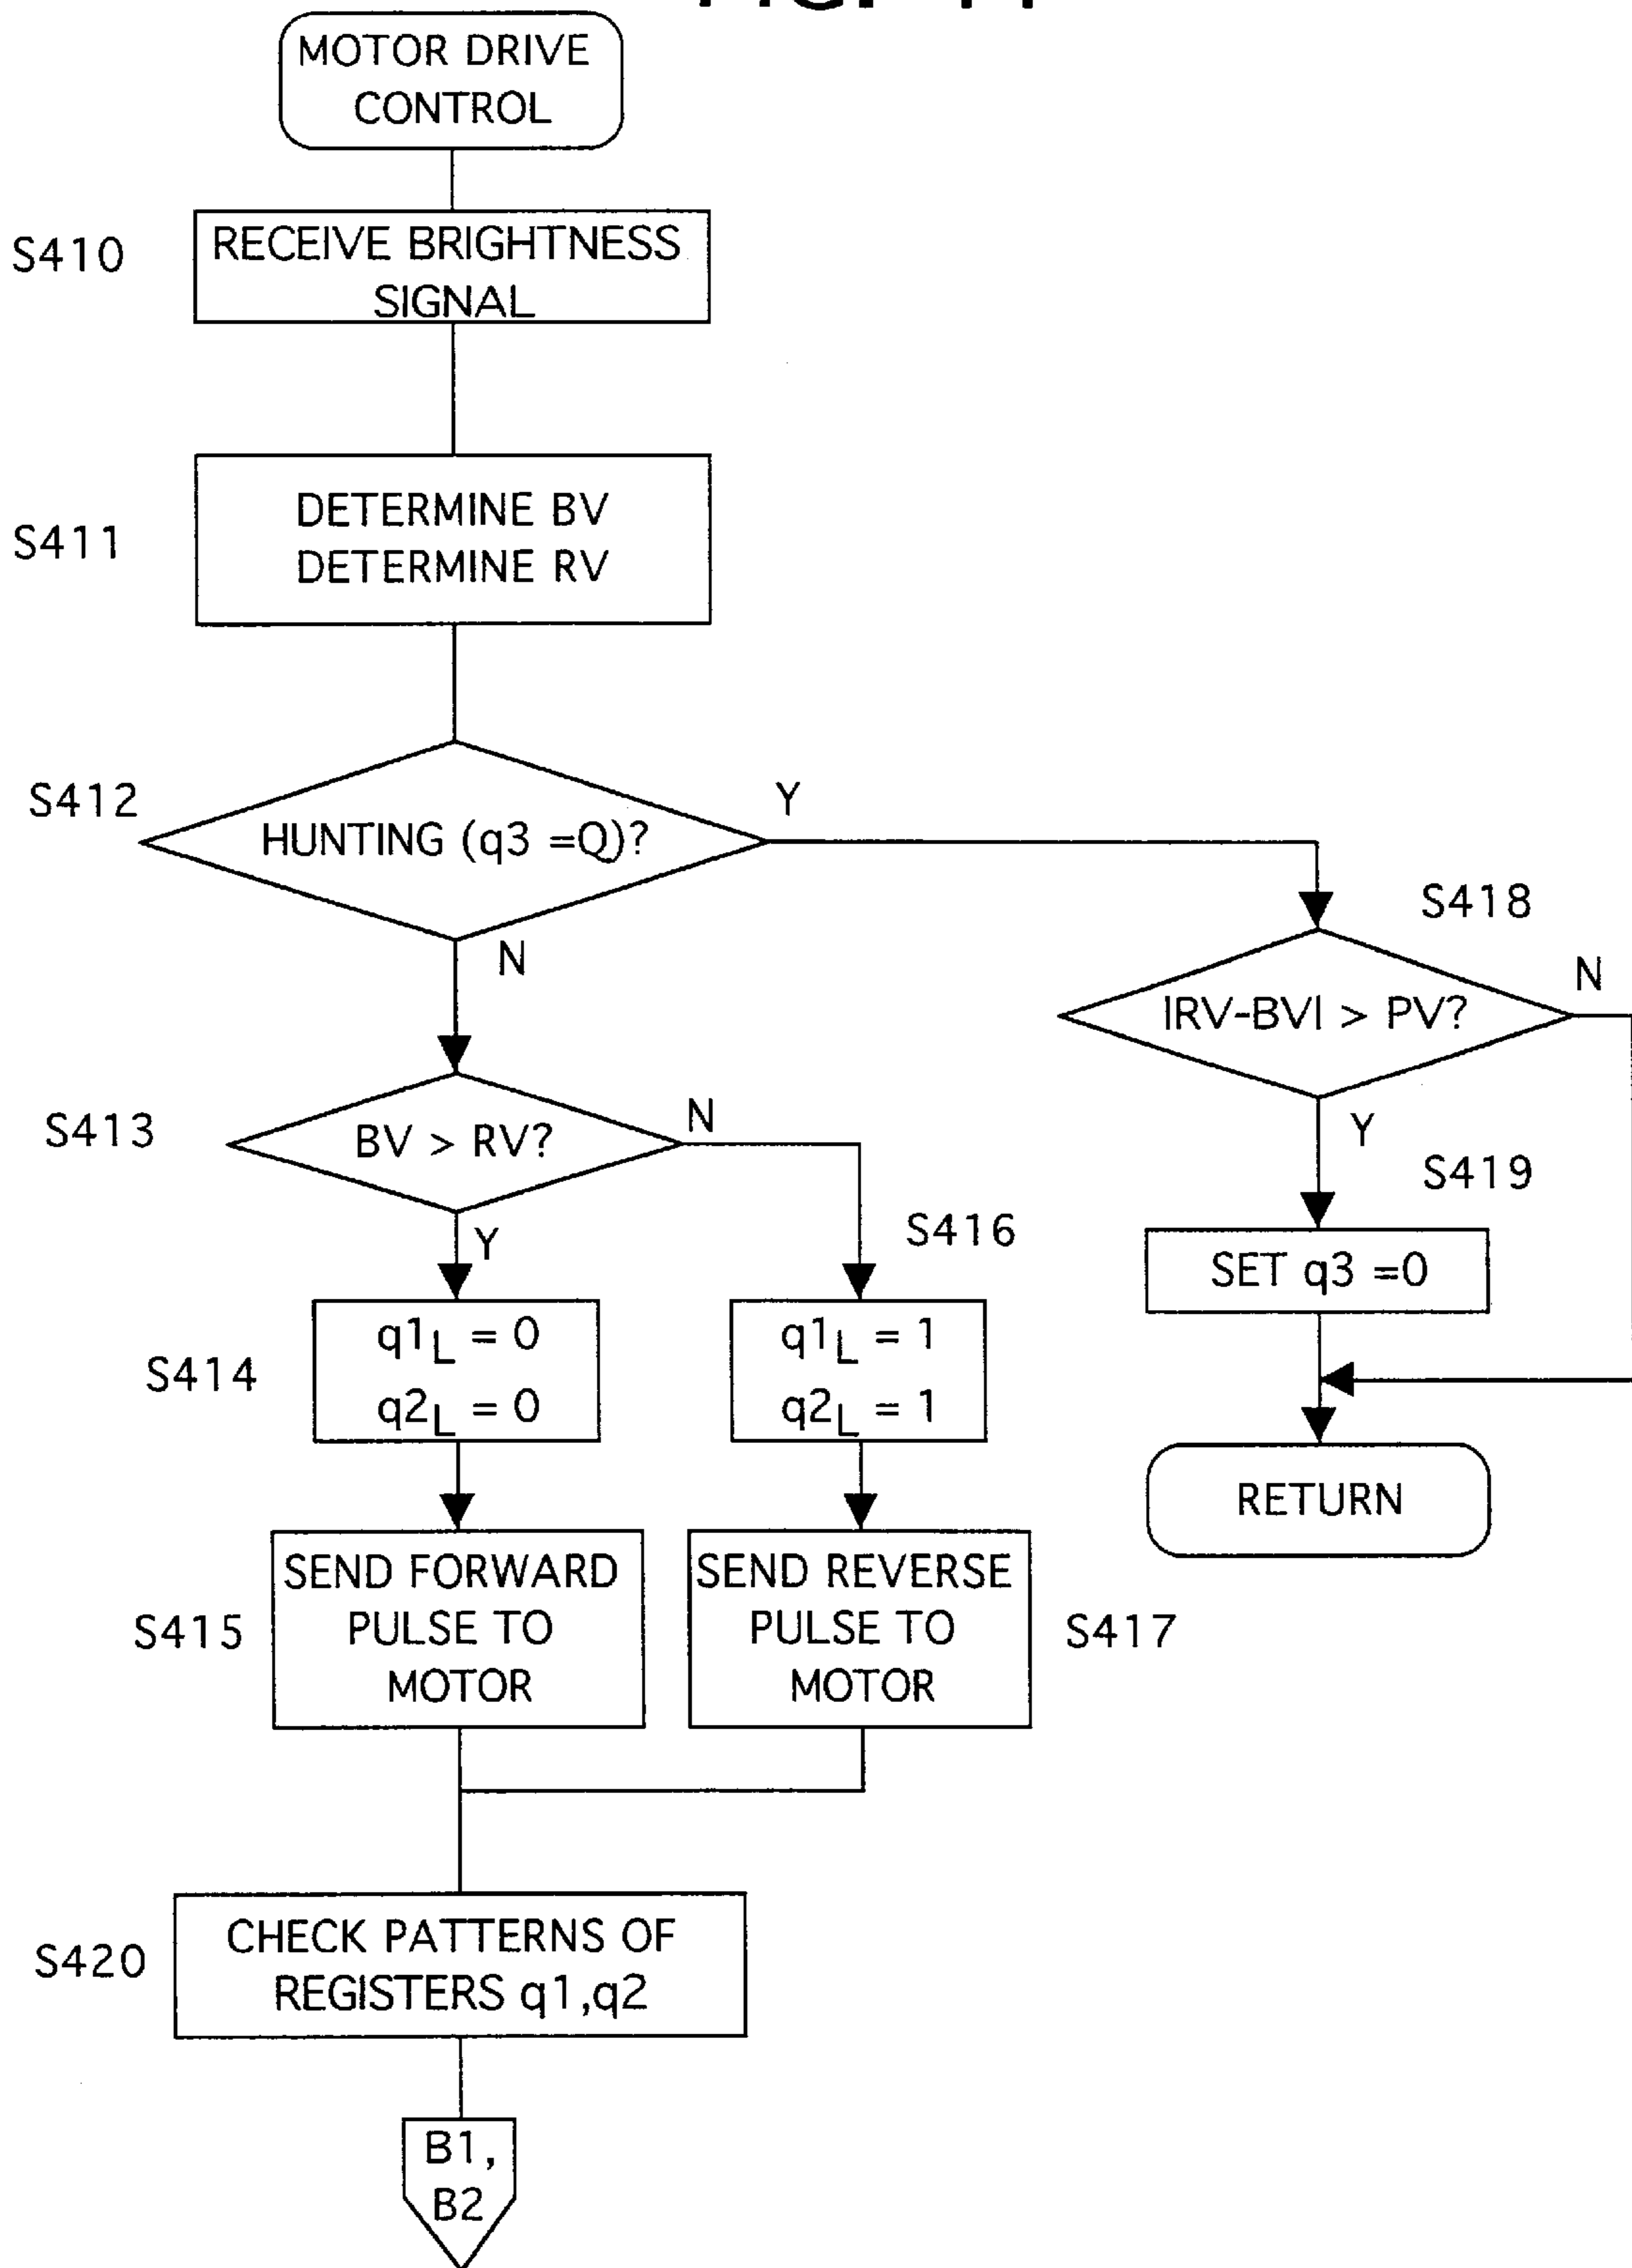 MOTOR DRIVE
CONTROL
S410
RECEIVE BRIGHTNESS
SIGNAL
S411
DETERMINE BV
DETERMINE RV
S412
HUNTING (q3 =Q)?
Y
N
S418
IRV-BVI > PV?
N
Y
S413
BV > RV?
N
Y
S419
SET q3 =0
S416
S414
q1L = 0
q2L = 0
q1L = 1
q2L = 1
RETURN
S415
SEND FORWARD
PULSE TO
MOTOR
SEND REVERSE
PULSE TO
MOTOR
S417
S420
CHECK PATTERNS OF
REGISTERS q1,q2
B1,
B2